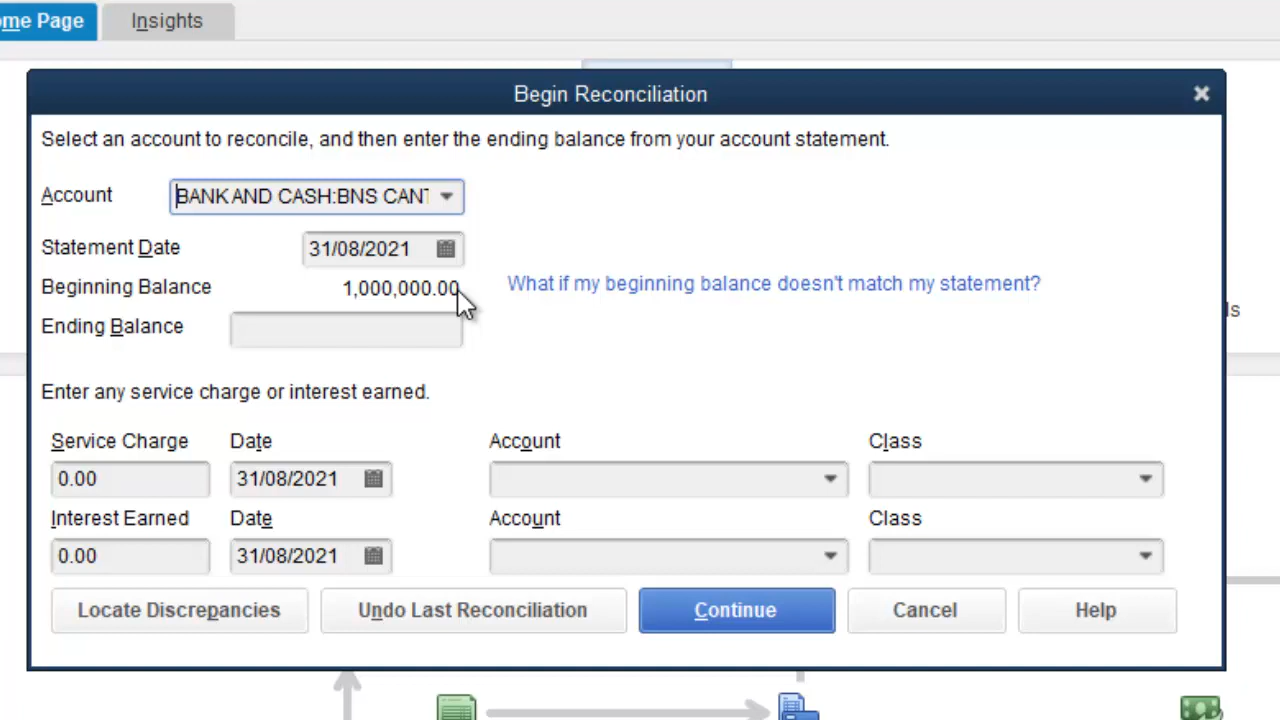 ome Page Insights
Begin Reconciliation
Select an account to reconcile, and then enter the ending balance from your account statement.
Account BANK AND CASH:BNS CANT
Statement Date 31/08/2021
Beginning Balance 1,000,000.00 What if my beginning balance doesn't match my statement?
ls
Ending Balance
Enter any service charge or interest earned.
Service Charge Date Account Class
0.00 31/08/2021
Interest Earned Date Account Class
0.00 31/08/2021
Locate Discrepancies Undo Last Reconciliation Continue Cancel Help